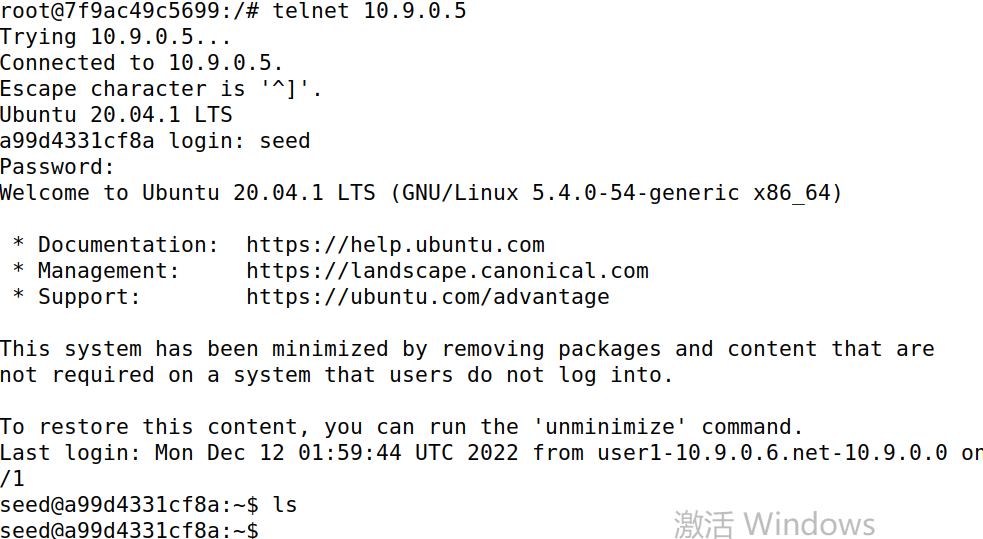 root@7f9ac49c5699:/# telnet 10.9.0.5
Trying 10.9.0.5...
Connected to 10.9.0.5.
Escape character is '^]'.
Ubuntu 20.04.1 LTS
a99d4331cf8a login: seed
Password:
Welcome to Ubuntu 20.04.1 LTS (GNU/Linux 5.4.0-54-generic x86_64)
 * Documentation:  https://help.ubuntu.com
 * Management:     https://landscape.canonical.com
 * Support:        https://ubuntu.com/advantage
This system has been minimized by removing packages and content that are
not required on a system that users do not log into.
To restore this content, you can run the 'unminimize' command.
Last login: Mon Dec 12 01:59:44 UTC 2022 from user1-10.9.0.6.net-10.9.0.0 on
/1
seed@a99d4331cf8a:~$ ls
seed@a99d4331cf8a:~$
激活 Windows